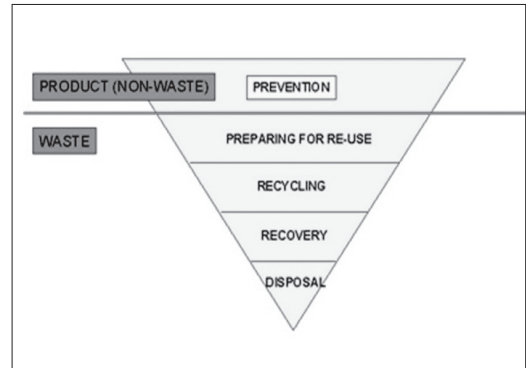 PRODUCT (NON-WASTE) PREVENTION
WASTE PREPARING FOR RE-USE
RECYCLING
RECOVERY
DISPOSAL